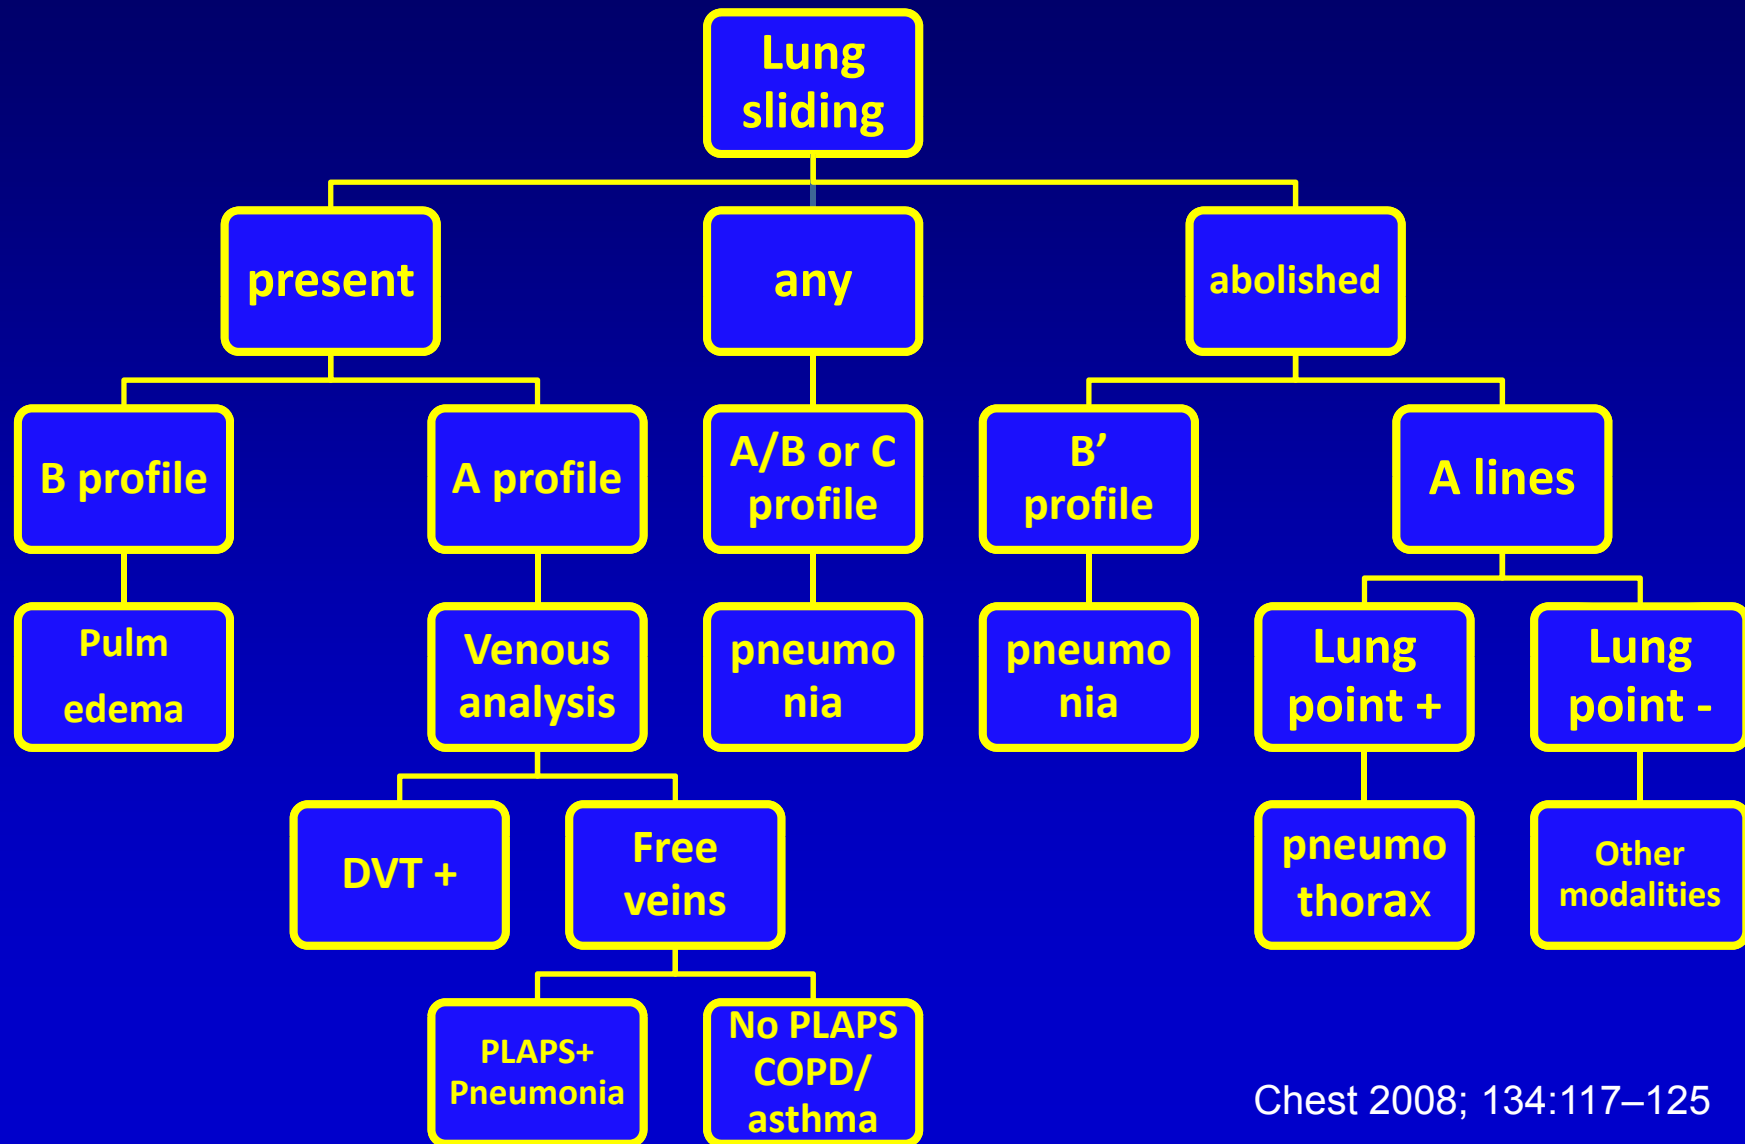 Lung
sliding
present
any
abolished
B profile
A profile
A/B or C
profile
B’
profile
A lines
Pulm
edema
Venous
analysis
pneumo
nia
pneumo
nia
Lung
point +
Lung
point -
DVT +
Free
veins
pneumo
thorax
Other
modalities
PLAPS+
Pneumonia
No PLAPS
COPD/
asthma
Chest 2008; 134:117–125